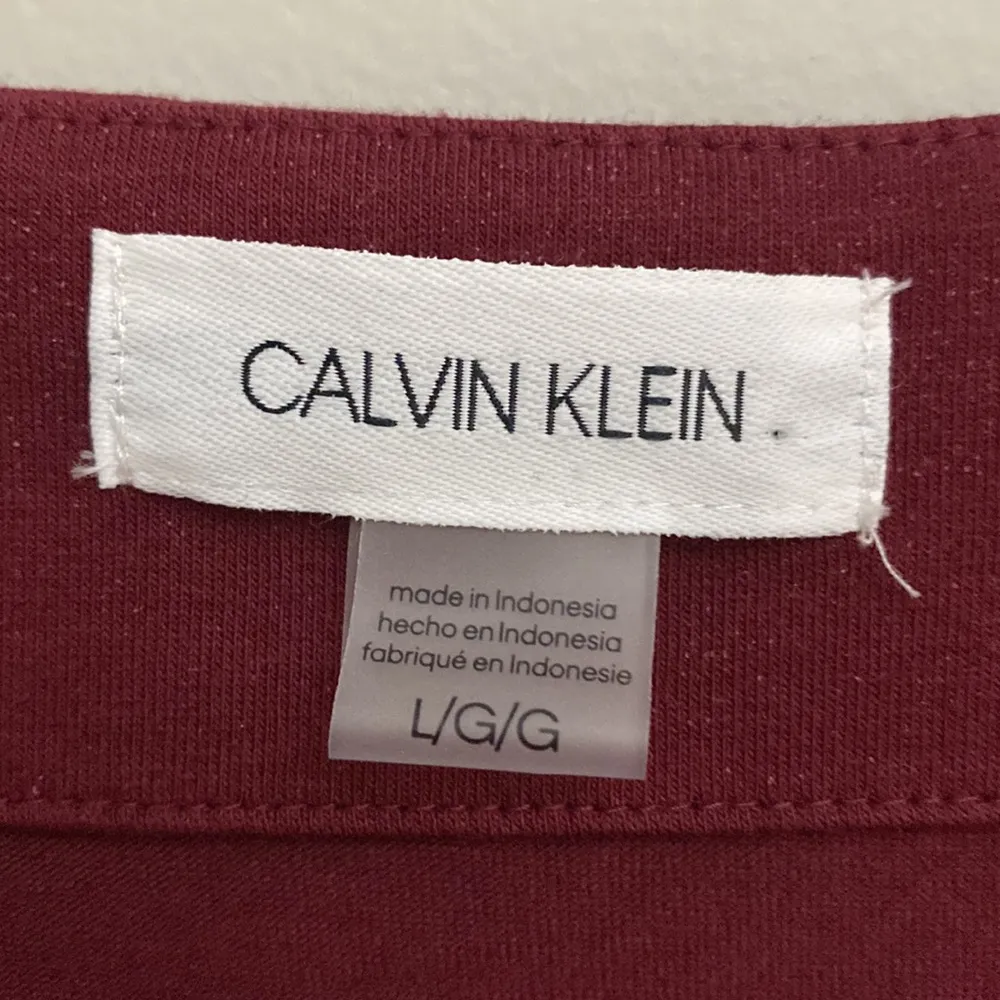 CALVIN KLEIN
made in Indonesia
hecho en Indonesia
fabriqué en Indonesie
L/G/G